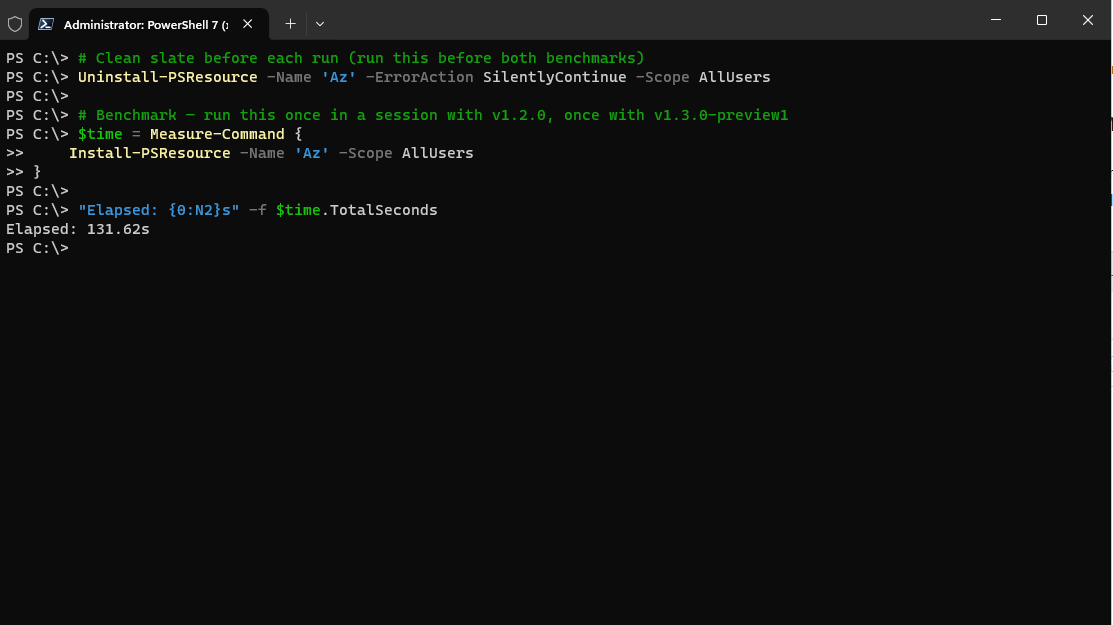 Administrator: PowerShell 7 (
PS C:\> # Clean slate before each run (run this before both benchmarks)
PS C:\> Uninstall-PSResource -Name 'Az' -ErrorAction SilentlyContinue -Scope AllUsers
PS C:\>
PS C:\> # Benchmark — run this once in a session with v1.2.0, once with v1.3.0-preview1
PS C:\> $time = Measure-Command {
>>     Install-PSResource -Name 'Az' -Scope AllUsers
>> }
PS C:\>
PS C:\> "Elapsed: {0:N2}s" -f $time.TotalSeconds
Elapsed: 131.62s
PS C:\>